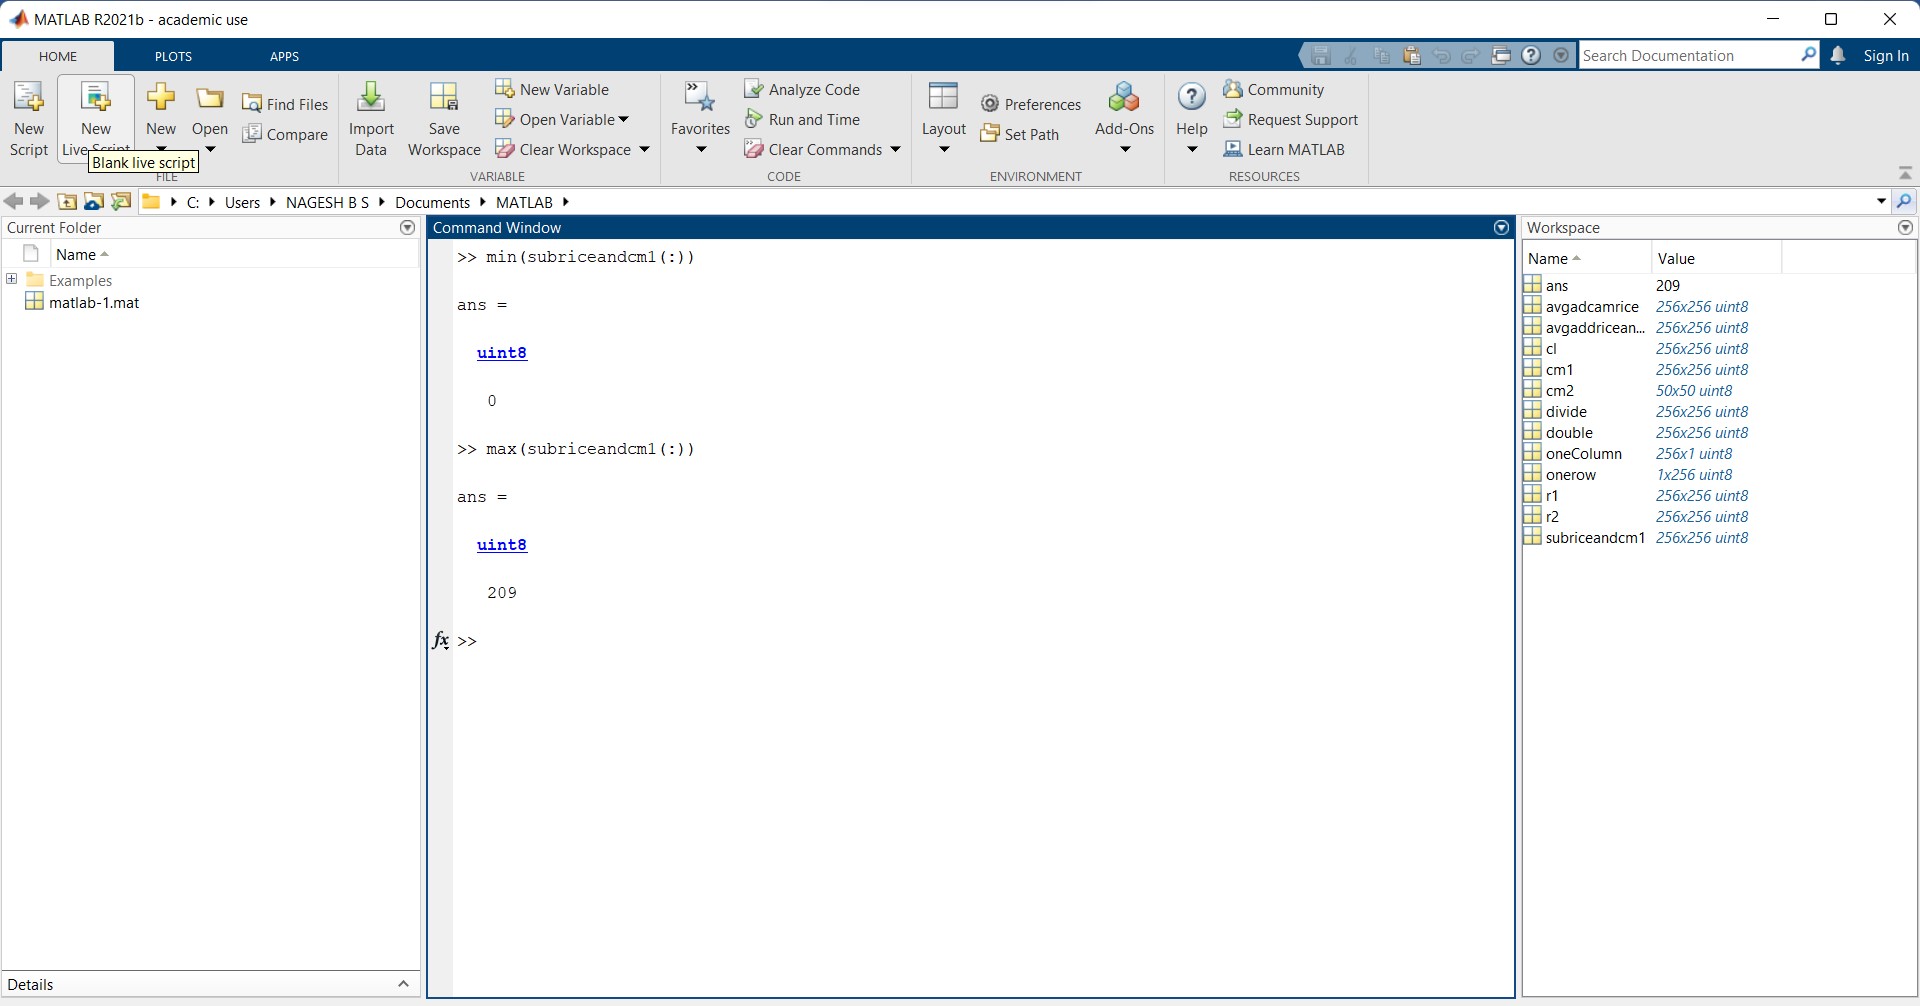 MATLAB R2021b - academic use
HOME PLOTS APPS
Search Documentation
Sign In
New Script
New
Blank live script
New
Open
Find Files
Compare
FILE
Import Data
Save Workspace
New Variable
Open Variable
Clear Workspace
VARIABLE
Favorites
Analyze Code
Run and Time
Clear Commands
CODE
Layout
Preferences
Set Path
Add-Ons
ENVIRONMENT
Help
Community
Request Support
Learn MATLAB
RESOURCES
C: Users NAGESH B S Documents MATLAB
Current Folder
Name
Examples
matlab-1.mat
Details
Command Window
>> min(subriceandcm1(:))
ans =
uint8
0
>> max(subriceandcm1(:))
ans =
uint8
209
fx >>
Workspace
Name Value
ans 209
avgadcamrice 256x256 uint8
avgaddricean... 256x256 uint8
cl 256x256 uint8
cm1 256x256 uint8
cm2 50x50 uint8
divide 256x256 uint8
double 256x256 uint8
oneColumn 256x1 uint8
onerow 1x256 uint8
r1 256x256 uint8
r2 256x256 uint8
subriceandcm1 256x256 uint8